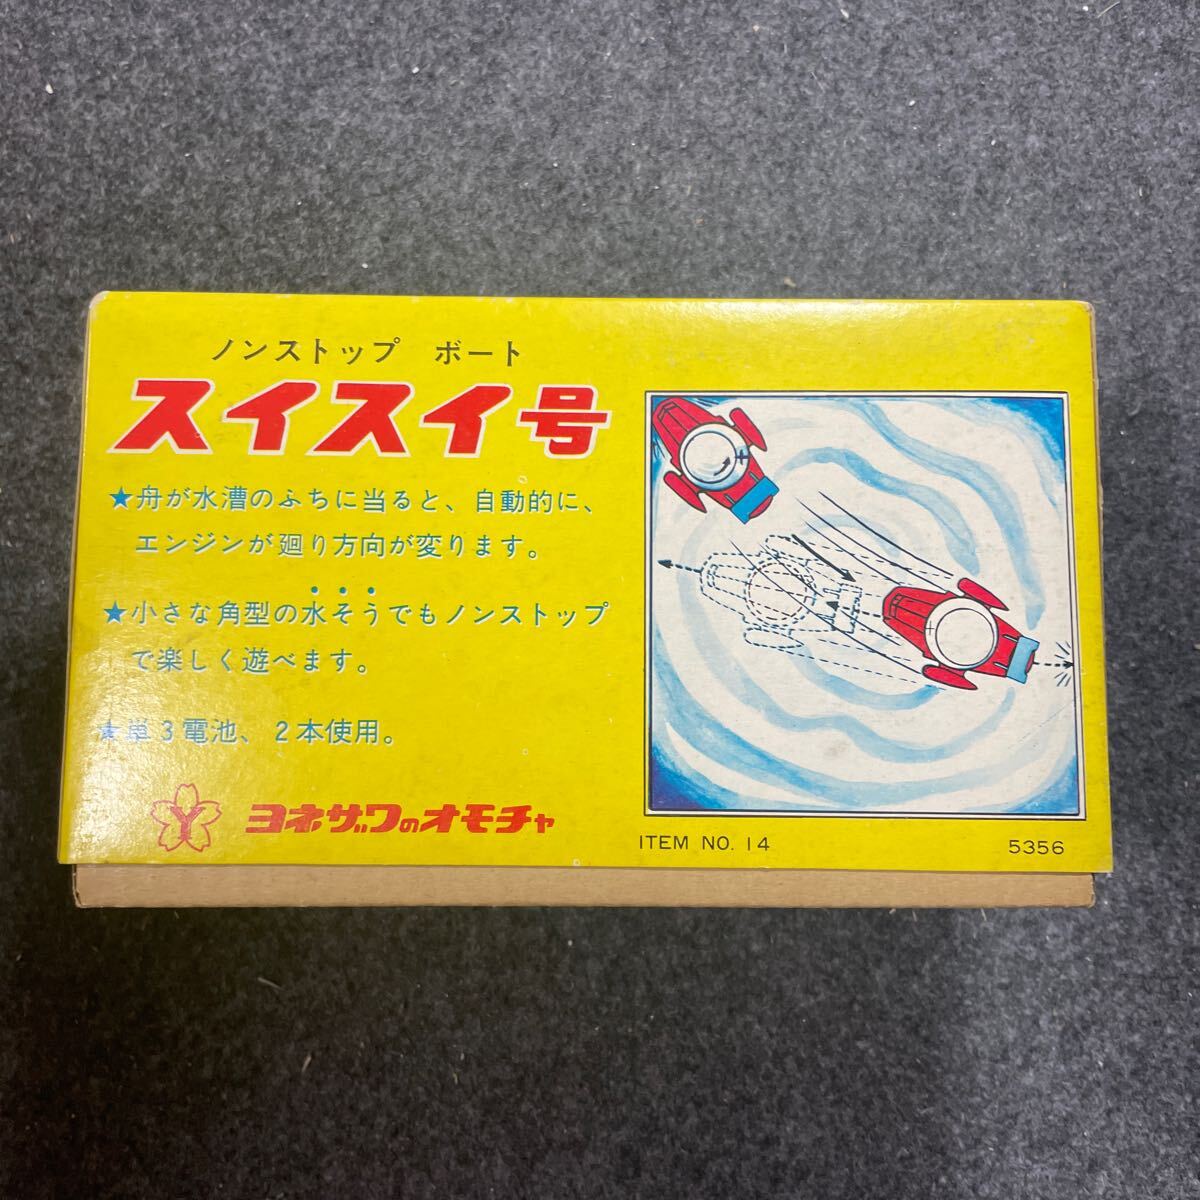 ノンストップ ボート
スイスイ号
★舟が水漕のふちに当ると、自動的に、
エンジンが廻り方向が変ります。
★小さな角型の水そうでもノンストップ
で楽しく遊べます。
★単3電池、2本使用。
Y ヨネザワのオモチャ
ITEM NO. 14
5356